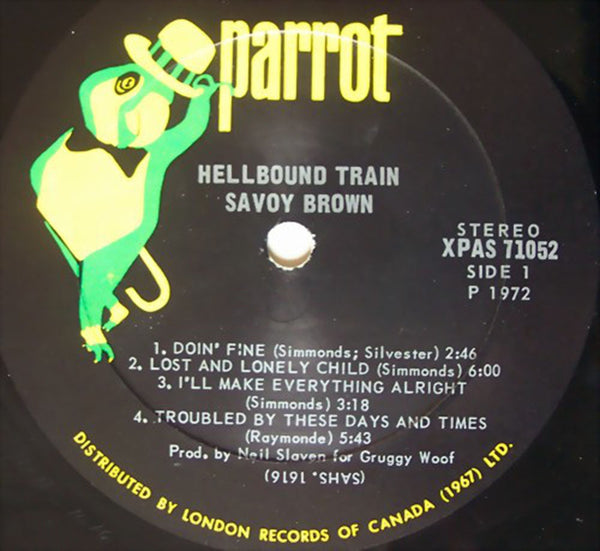 parrot
HELLBOUND TRAIN
SAVOY BROWN
STEREO
XPAS 71052
SIDE 1
P 1972
1. DOIN' FINE (Simmonds; Silvester) 2:46
2. LOST AND LONELY CHILD (Simmonds) 6:00
3. I'LL MAKE EVERYTHING ALRIGHT
(Simmonds) 3:18
4. TROUBLED BY THESE DAYS AND TIMES
(Raymonde) 5:43
Prod. by Neil Slaven for Gruggy Woof
(SAHS. 1619)
DISTRIBUTED BY LONDON RECORDS OF CANADA (1967) LTD.